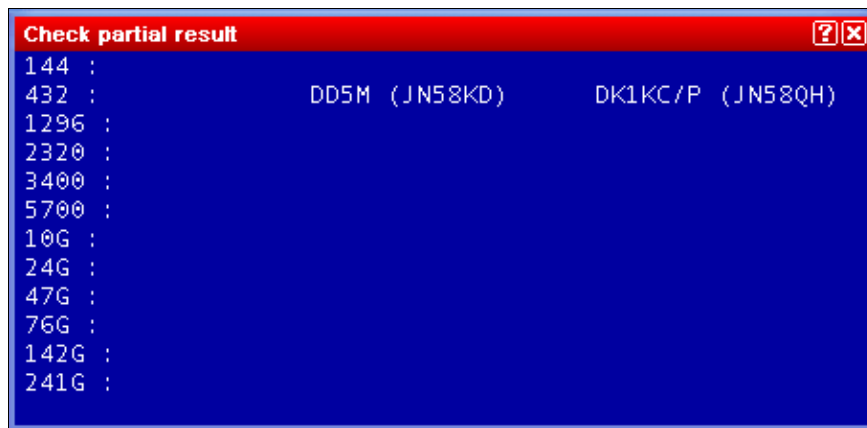 Check partial result
144 :
432 : DD5M (JN58KD) DK1KC/P (JN58QH)
1296 :
2320 :
3400 :
5700 :
10G :
24G :
47G :
76G :
142G :
241G :